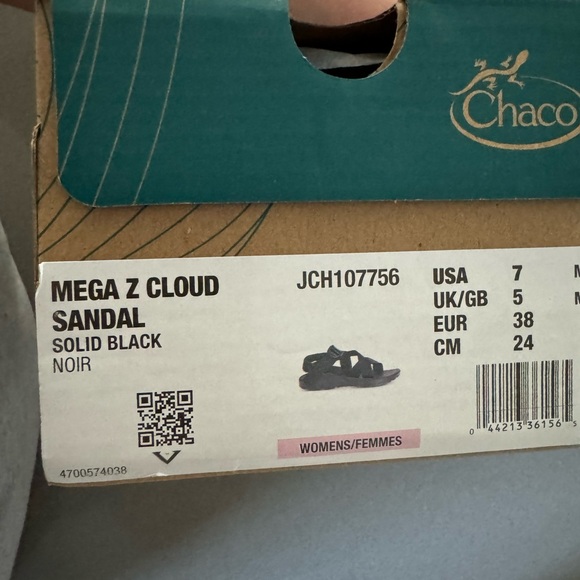 Chaco
MEGA Z CLOUD
SANDAL
SOLID BLACK
NOIR
JCH107756
USA 7
UK/GB 5
EUR 38
CM 24
WOMENS/FEMMES
0 44213 36156 5
4700574038